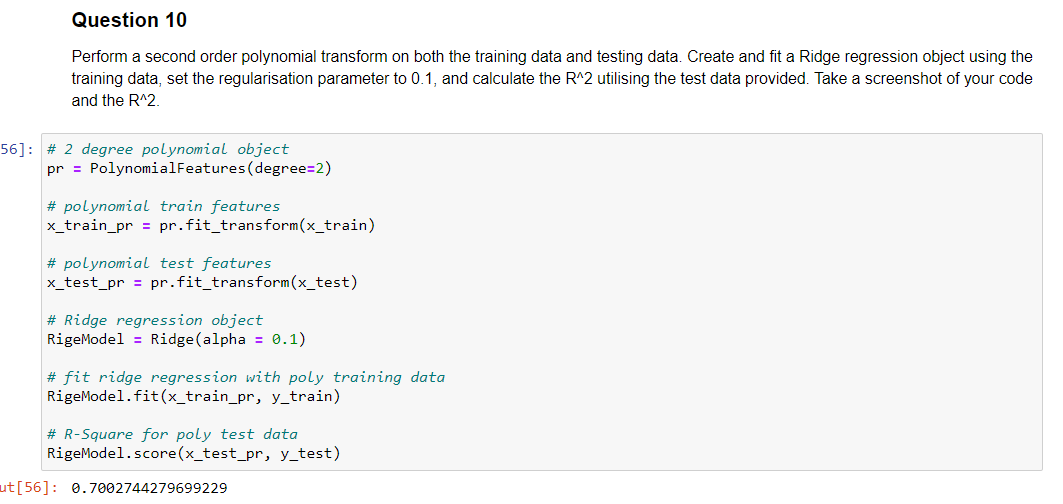 Question 10
Perform a second order polynomial transform on both the training data and testing data. Create and fit a Ridge regression object using the
training data, set the regularisation parameter to 0.1, and calculate the R^2 utilising the test data provided. Take a screenshot of your code
and the R^2.
56]: # 2 degree polynomial object
pr = PolynomialFeatures(degree=2)
# polynomial train features
x_train_pr = pr.fit_transform(x_train)
# polynomial test features
x_test_pr = pr.fit_transform(x_test)
# Ridge regression object
RigeModel = Ridge(alpha = 0.1)
# fit ridge regression with poly training data
RigeModel.fit(x_train_pr, y_train)
# R-Square for poly test data
RigeModel.score(x_test_pr, y_test)
ut[56]: 0.7002744279699229